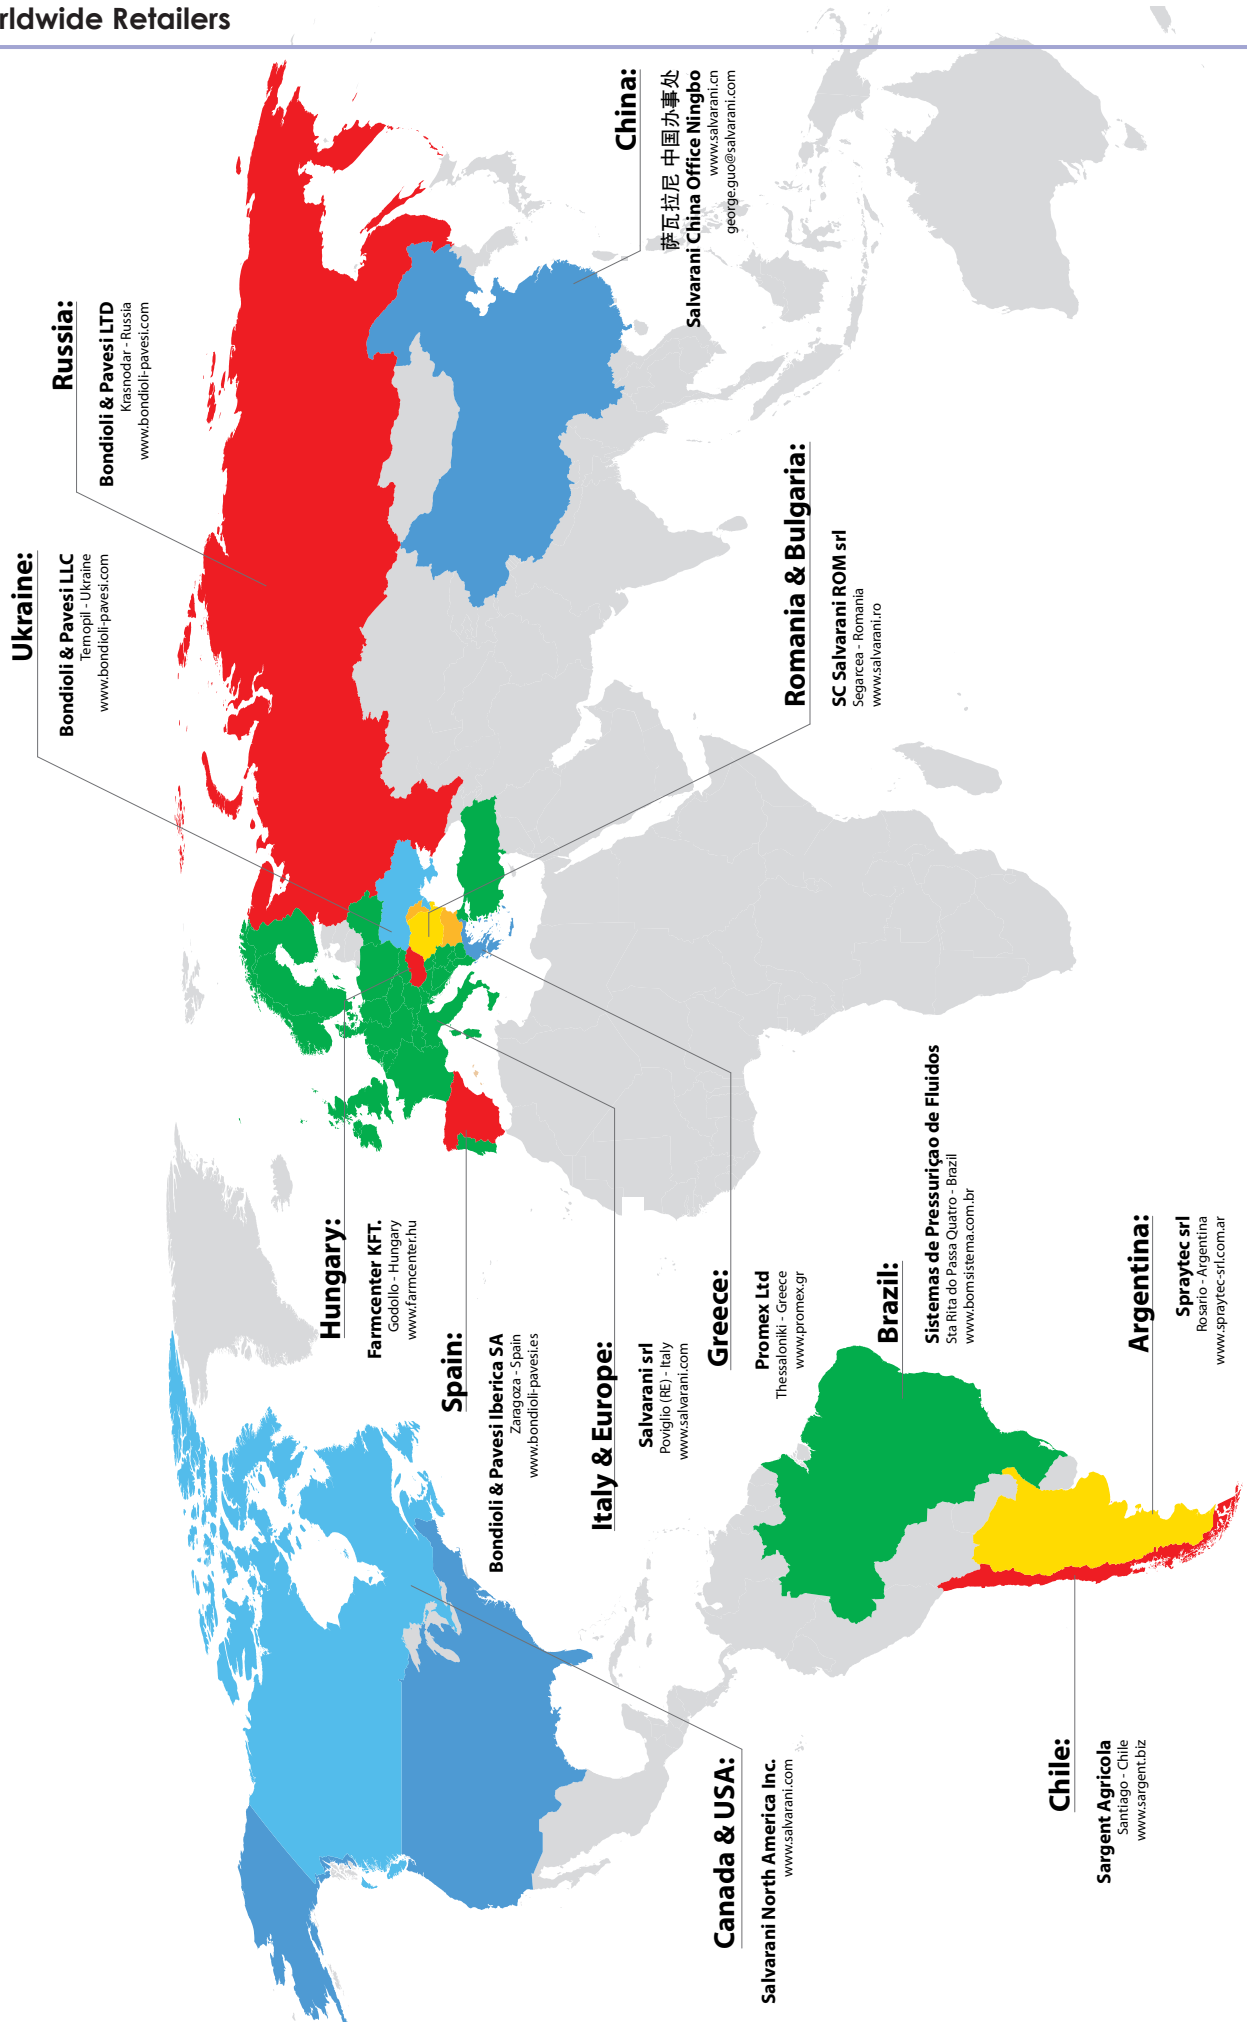 rldwide Retailers
Ukraine:
Bondioli & Pavesi LLC
Ternopil - Ukraine
www.bondioli-pavesi.com
Russia:
Bondioli & Pavesi LTD
Krasnodar - Russia
www.bondioli-pavesi.com
China:
萨瓦拉尼 中国办事处
Salvarani China Office Ningbo
www.salvarani.cn
george.guo@salvarani.com
Romania & Bulgaria:
SC Salvarani ROM srl
Segarcea - Romania
www.salvarani.ro
Hungary:
Farmcenter KFT.
Godollo - Hungary
www.farmcenter.hu
Spain:
Bondioli & Pavesi Iberica SA
Zaragoza - Spain
www.bondioli-pavesi.es
Italy & Europe:
Salvarani srl
Poviglio (RE) - Italy
www.salvarani.com
Greece:
Promex Ltd
Thessaloniki - Greece
www.promex.gr
Brazil:
Sistemas de Pressuriçao de Fluidos
Sta Rita do Passa Quatro - Brazil
www.bomsistema.com.br
Argentina:
Spraytec srl
Rosario - Argentina
www.spraytec-srl.com.ar
Canada & USA:
Salvarani North America Inc.
www.salvarani.com
Chile:
Sargent Agricola
Santiago - Chile
www.sargent.biz